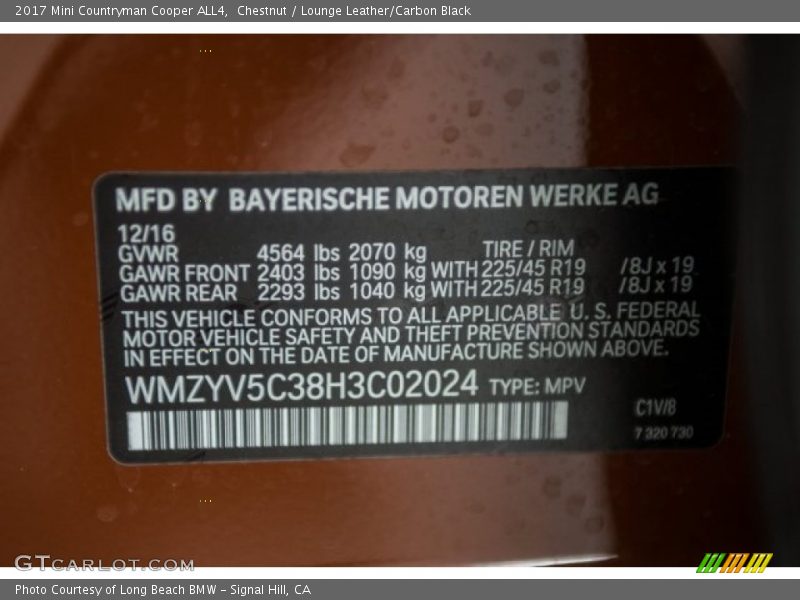 2017 Mini Countryman Cooper ALL4,  Chestnut / Lounge Leather/Carbon Black
MFD BY BAYERISCHE MOTOREN WERKE AG
12/16
GVWR 4564 lbs 2070 kg TIRE / RIM
GAWR FRONT 2403 lbs 1090 kg WITH 225/45 R19 /8J x 19
GAWR REAR 2293 lbs 1040 kg WITH 225/45 R19 /8J x 19
THIS VEHICLE CONFORMS TO ALL APPLICABLE U. S. FEDERAL
MOTOR VEHICLE SAFETY AND THEFT PREVENTION STANDARDS
IN EFFECT ON THE DATE OF MANUFACTURE SHOWN ABOVE.
WMZYV5C38H3C02024 TYPE: MPV
C1V/8
7 320 730
GTCARLOT.COM
Photo Courtesy of Long Beach BMW - Signal Hill, CA